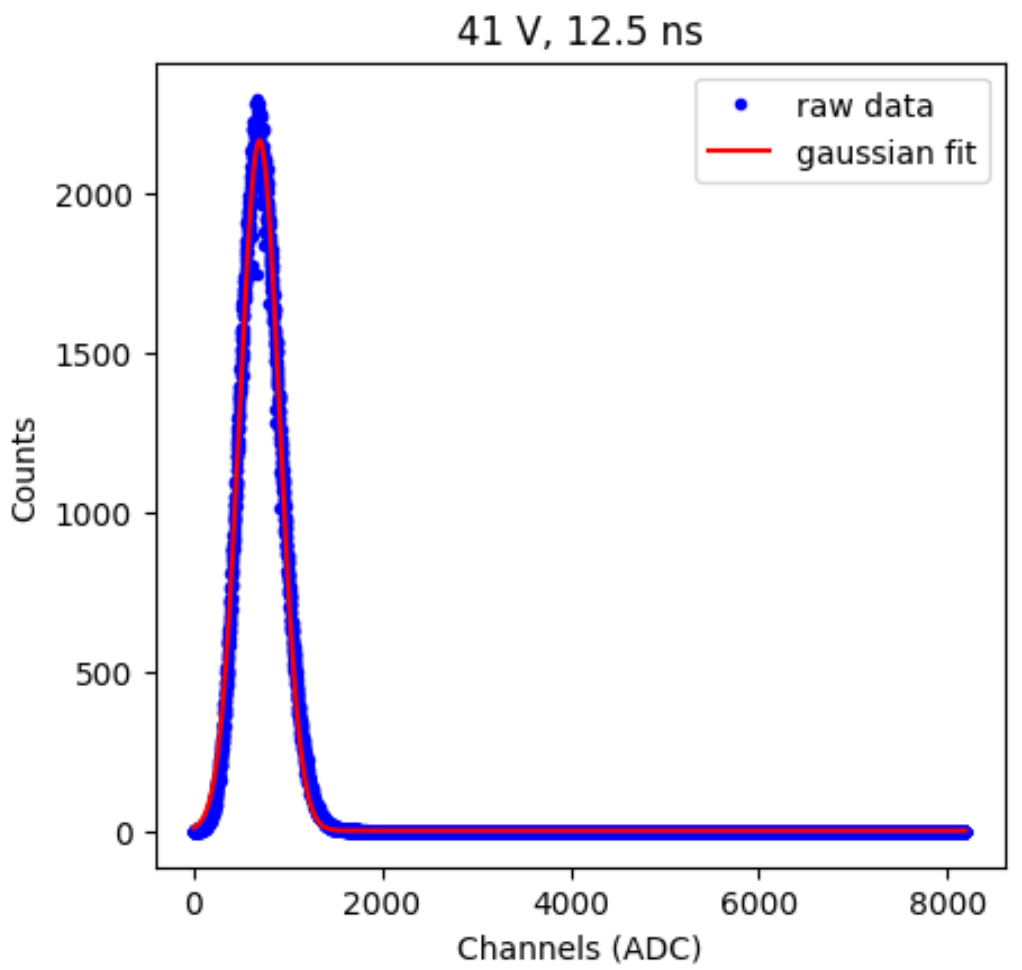 41 V, 12.5 ns
raw data
gaussian fit
2000
1500
1000
500
0
Counts
0 2000 4000 6000 8000
Channels (ADC)